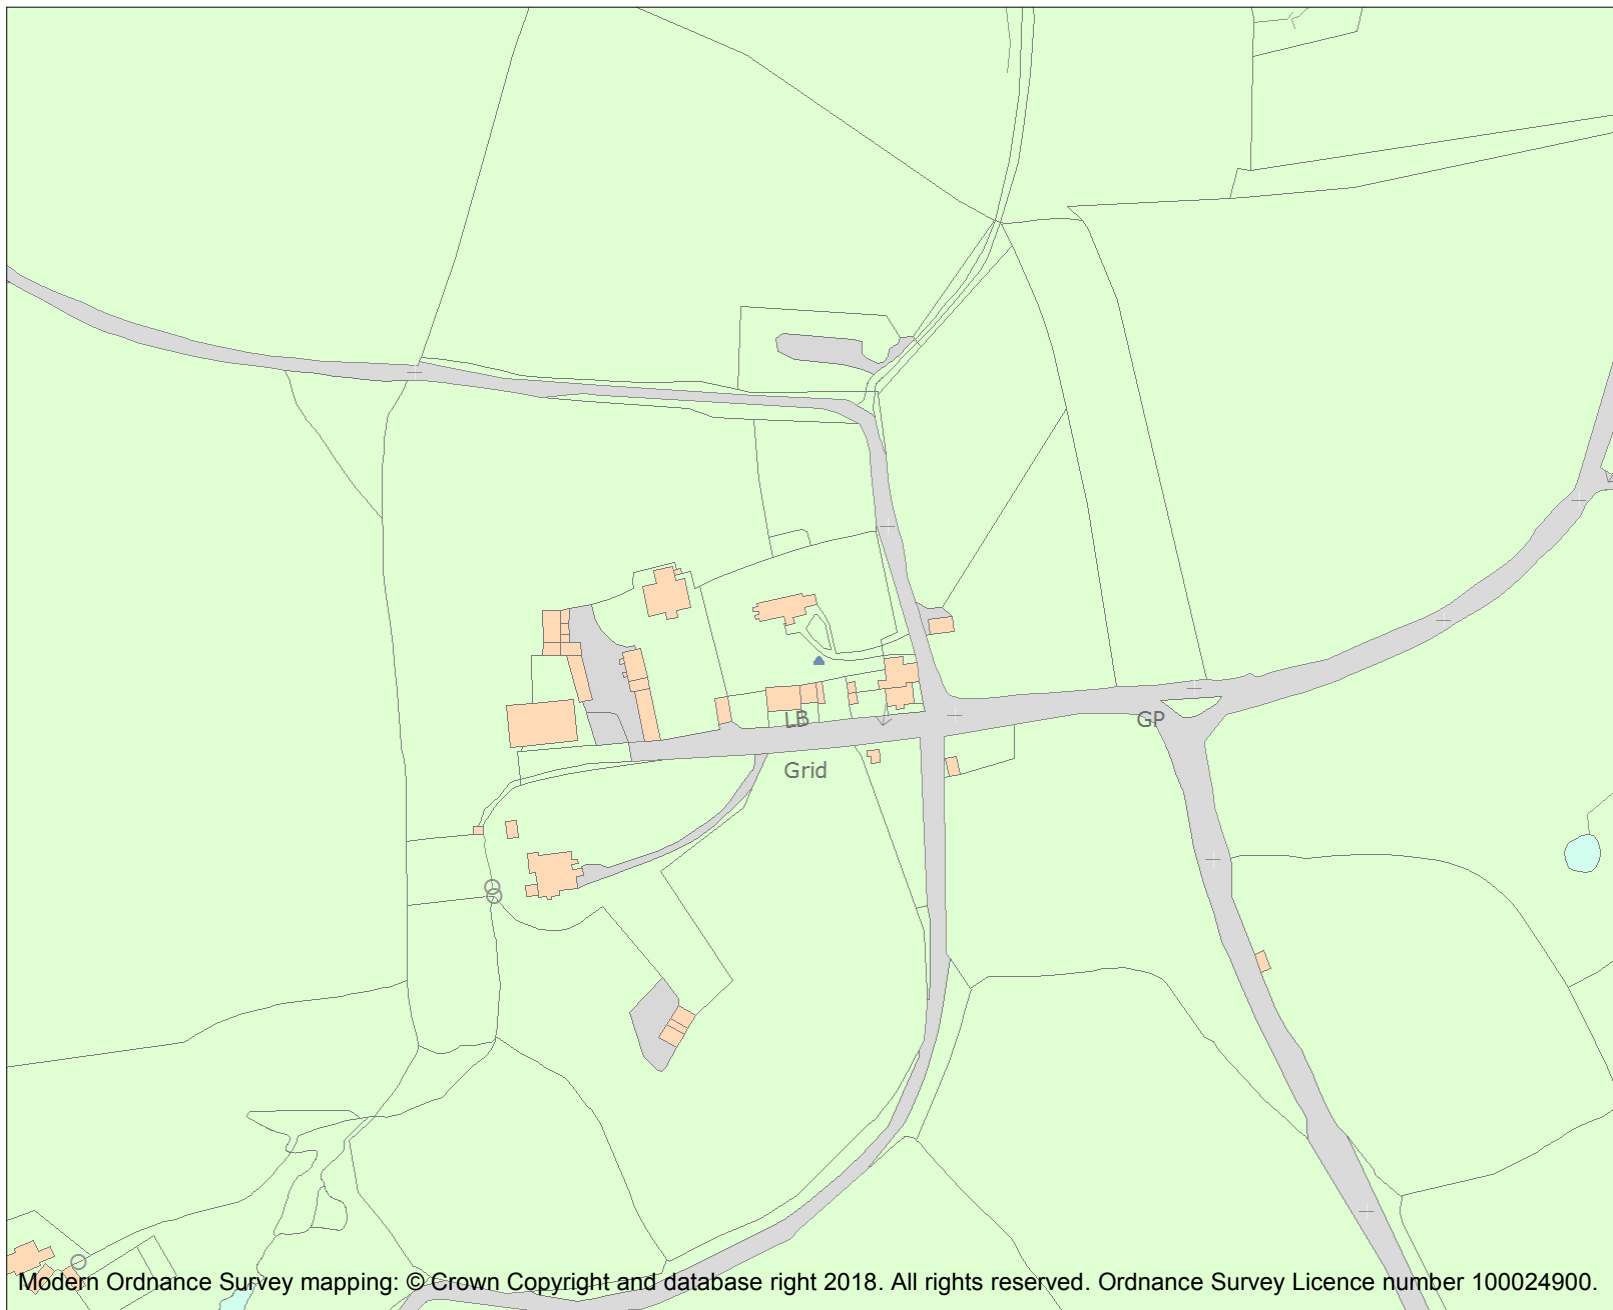 LB
GP
Grid
Modern Ordnance Survey mapping: © Crown Copyright and database right 2018. All rights reserved. Ordnance Survey Licence number 100024900.